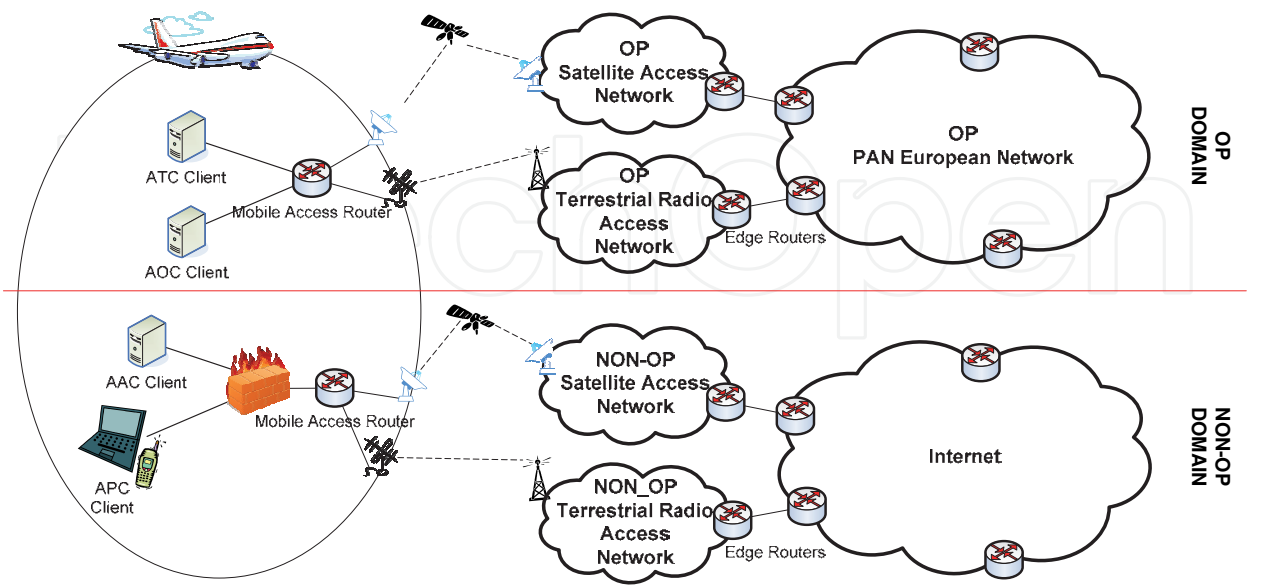 OP
Satellite Access
Network
OP
PAN European Network
OP
DOMAIN
ATC Client
Mobile Access Router
AOC Client
OP
Terrestrial Radio
Access
Network
Edge Routers
AAC Client
Mobile Access Router
APC
Client
NON-OP
Satellite Access
Network
Internet
NON-OP
DOMAIN
NON_OP
Terrestrial Radio
Access
Network
Edge Routers